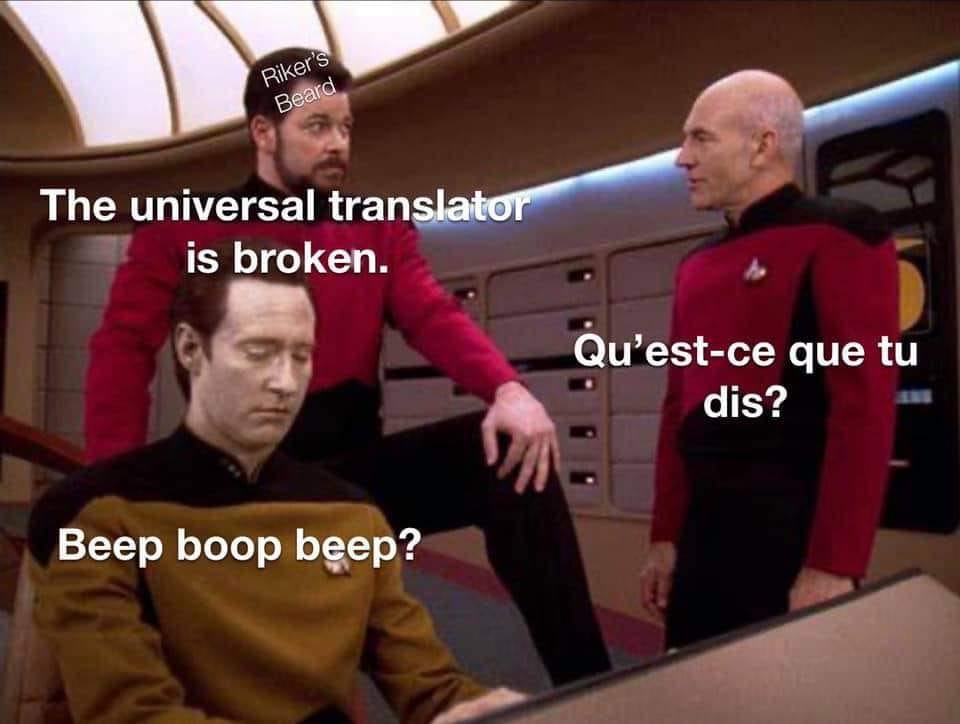 Riker's
Beard
The universal translator
is broken.
Qu'est-ce que tu
dis?
Beep boop beep?